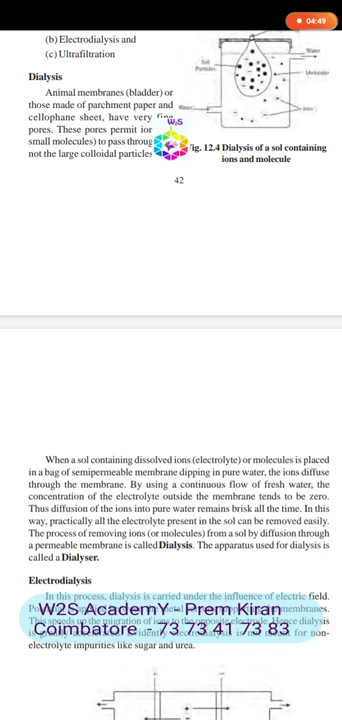 04:49
(b) Electrodialysis and
(c) Ultrafiltration
Dialysis
Animal membranes (bladder) or
those made of parchment paper and
cellophane sheet, have very fine
pores. These pores permit ion
small molecules) to pass throug
not the large colloidal particles
W2S
Water
Sol
Particles
Molecule
Water
Ions
Fig. 12.4 Dialysis of a sol containing
ions and molecule
42
When a sol containing dissolved ions (electrolyte) or molecules is placed
in a bag of semipermeable membrane dipping in pure water, the ions diffuse
through the membrane. By using a continuous flow of fresh water, the
concentration of the electrolyte outside the membrane tends to be zero.
Thus diffusion of the ions into pure water remains brisk all the time. In this
way, practically all the electrolyte present in the sol can be removed easily.
The process of removing ions (or molecules) from a sol by diffusion through
a permeable membrane is called Dialysis. The apparatus used for dialysis is
called a Dialyser.
Electrodialysis
In this process, dialysis is carried under the influence of electric field.
membranes.
This speeds up the migration of ions to the opposite electrode. Hence dialysis
is Evidently electrodialysis is not meant for non-
electrolyte impurities like sugar and urea.
W2S AcademY - Prem Kiran
Coimbatore - 73 73 41 73 93